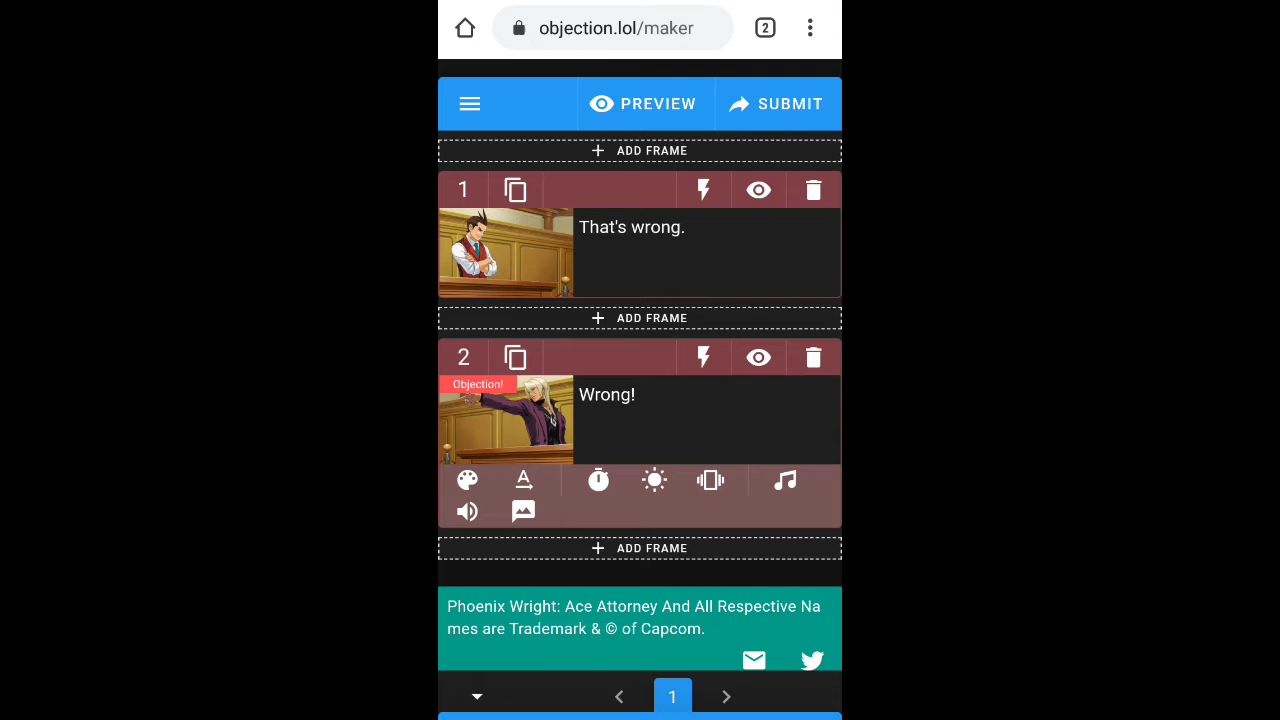 objection.lol/maker
2
PREVIEW
SUBMIT
ADD FRAME
1
That's wrong.
ADD FRAME
2
Objection!
Wrong!
A
ADD FRAME
Phoenix Wright: Ace Attorney And All Respective Na
mes are Trademark & © of Capcom.
1